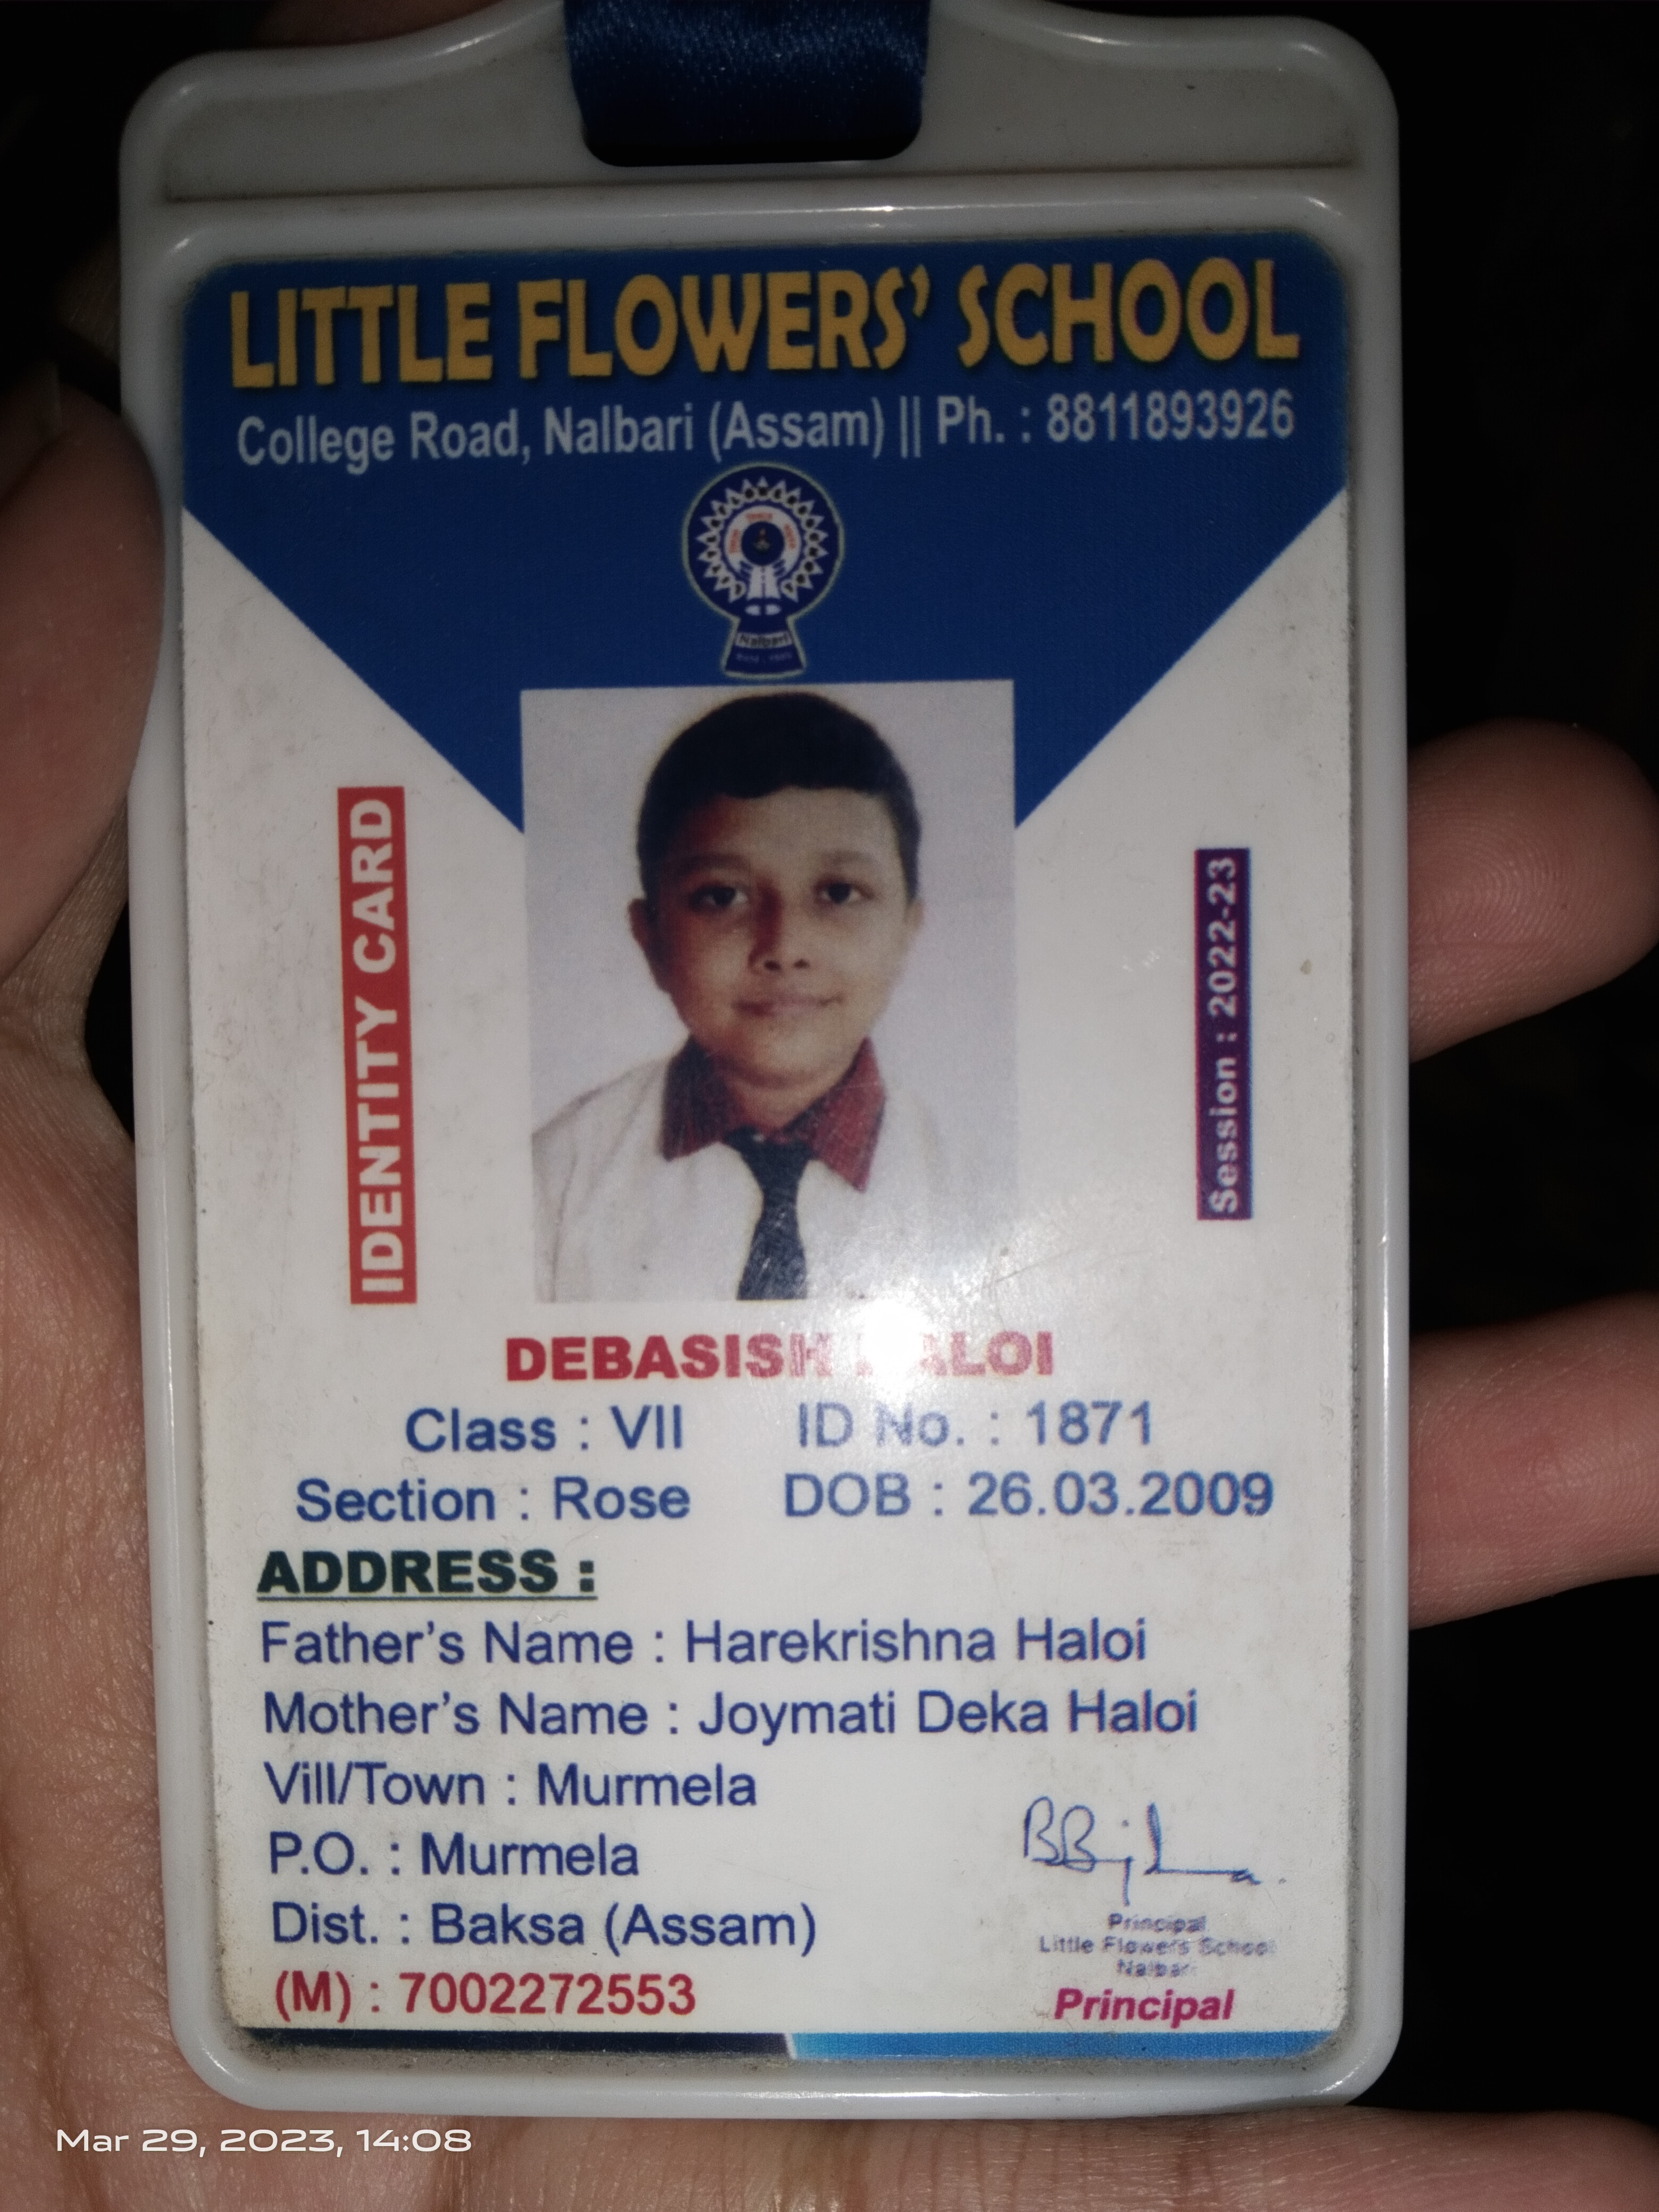 LITTLE FLOWERS' SCHOOL
College Road, Nalbari (Assam) || Ph. : 8811893926
Nalbari
IDENTITY CARD
Session : 2022-23
DEBASISH HALOI
Class : VII ID No. : 1871
Section : Rose DOB : 26.03.2009
ADDRESS :
Father's Name : Harekrishna Haloi
Mother's Name : Joymati Deka Haloi
Vill/Town : Murmela
P.O. : Murmela
Dist. : Baksa (Assam)
(M) : 7002272553
Principal
Little Flowers School
Nalbari
Principal
Mar 29, 2023, 14:08